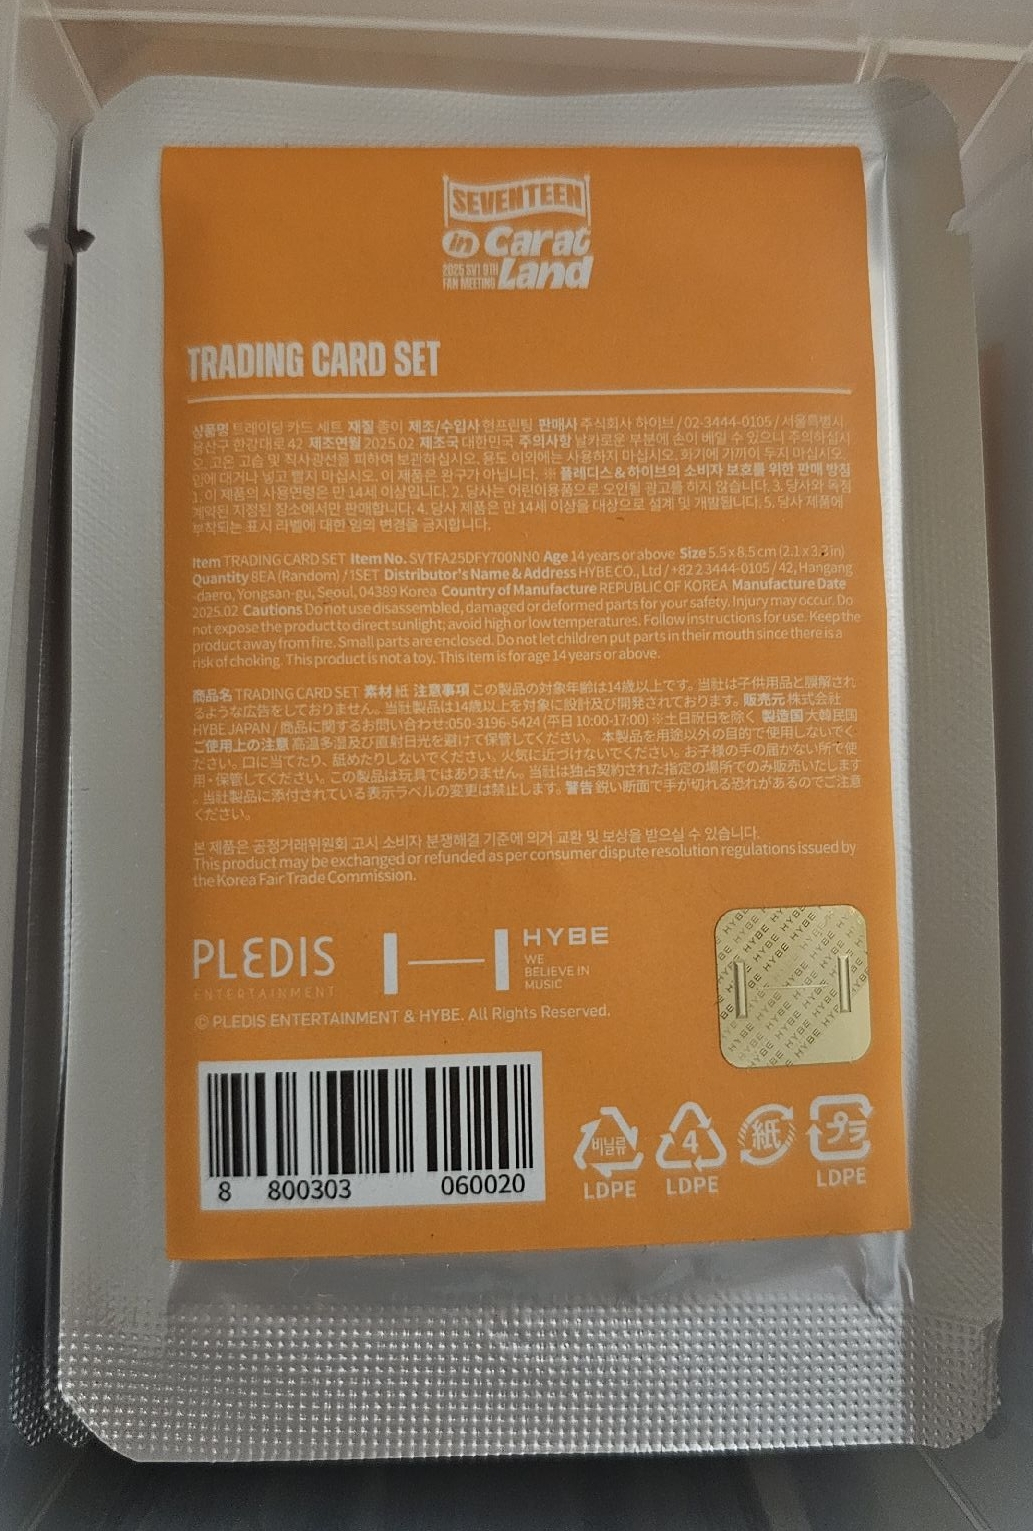 SEVENTEEN
in Carat
2025 SVT 9TH
FAN MEETING Land
TRADING CARD SET
상품명 트레이딩 카드 세트 재질 종이 제조/수입사 현프린팅 판매사 주식회사 하이브 / 02-3444-0105 / 서울특별시
용산구 한강대로 42 제조연월 2025.02 제조국 대한민국 주의사항 날카로운 부분에 손이 베일 수 있으니 주의하십시
오. 고온 고습 및 직사광선을 피하여 보관하십시오. 용도 이외에는 사용하지 마십시오. 화기에 가까이 두지 마십시오.
입에 대거나 넣고 빨지 마십시오. 이 제품은 완구가 아닙니다. ※ 플레디스 & 하이브의 소비자 보호를 위한 판매 방침
1. 이 제품의 사용연령은 만 14세 이상입니다. 2. 당사는 어린이용품으로 오인될 광고를 하지 않습니다. 3. 당사와 독점
계약된 지정된 장소에서만 판매합니다. 4. 당사 제품은 만 14세 이상을 대상으로 설계 및 개발됩니다. 5. 당사 제품에
부착되는 표시 라벨에 대한 임의 변경을 금지합니다.
Item TRADING CARD SET Item No. SVTFA25DFY700NN0 Age 14 years or above Size 5.5 x 8.5 cm (2.1 x 3.3 in)
Quantity 8EA (Random) / 1SET Distributor's Name & Address HYBE CO., Ltd / +82 2 3444-0105 / 42, Hangang
-daero, Yongsan-gu, Seoul, 04389 Korea Country of Manufacture REPUBLIC OF KOREA Manufacture Date
2025.02 Cautions Do not use disassembled, damaged or deformed parts for your safety. Injury may occur. Do
not expose the product to direct sunlight; avoid high or low temperatures. Follow instructions for use. Keep the
product away from fire. Small parts are enclosed. Do not let children put parts in their mouth since there is a
risk of choking. This product is not a toy. This item is for age 14 years or above.
商品名 TRADING CARD SET 素材 紙 注意事項 この製品の対象年齢は14歳以上です。当社は子供用品と誤解され
るような広告をしておりません。当社製品は14歳以上を対象に設計及び開発されております。販売元 株式会社
HYBE JAPAN / 商品に関するお問い合わせ:050-3196-5424 (平日 10:00-17:00) ※土日祝日を除く 製造国 大韓民国
ご使用上の注意 高温多湿及び直射日光を避けて保管してください。 本製品を用途以外の目的で使用しないでく
ださい。口に当てたり、舐めたりしないでください。火気に近づけないでください。お子様の手の届かない所で使
用・保管してください。この製品は玩具ではありません。当社は独占契約された指定の場所でのみ販売いたします
。当社製品に添付されている表示ラベルの変更は禁止します。警告 鋭い断面で手が切れる恐れがあるのでご注意
ください。
본 제품은 공정거래위원회 고시 소비자 분쟁해결 기준에 의거 교환 및 보상을 받으실 수 있습니다.
This product may be exchanged or refunded as per consumer dispute resolution regulations issued by
the Korea Fair Trade Commission.
PLEDIS
ENTERTAINMENT
HYBE
WE
BELIEVE IN
MUSIC
© PLEDIS ENTERTAINMENT & HYBE. All Rights Reserved.
HYBE HYBE HYBE
8 800303 060020
비닐류
LDPE
4
LDPE
紙
プラ
LDPE